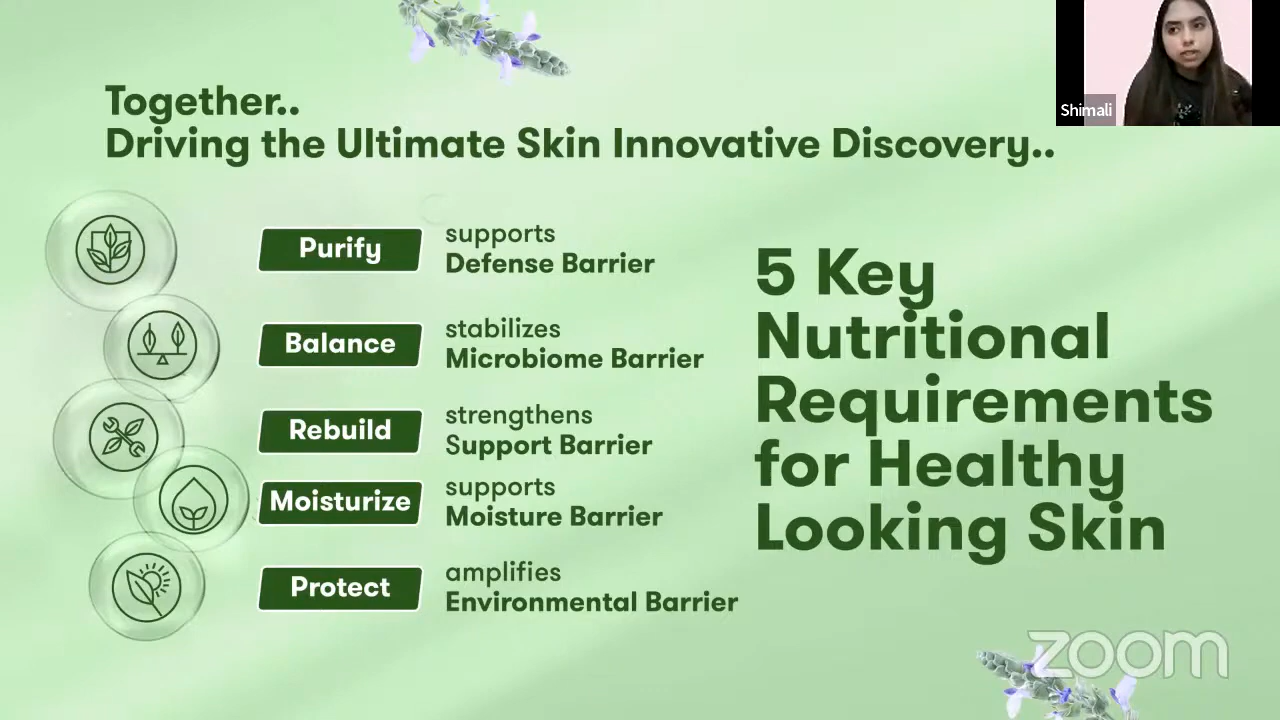 Together..
Driving the Ultimate Skin Innovative Discovery..
Shimali
Purify
supports
Defense Barrier
Balance
stabilizes
Microbiome Barrier
Rebuild
strengthens
Support Barrier
Moisturize
supports
Moisture Barrier
Protect
amplifies
Environmental Barrier
5 Key
Nutritional
Requirements
for Healthy
Looking Skin
zoom